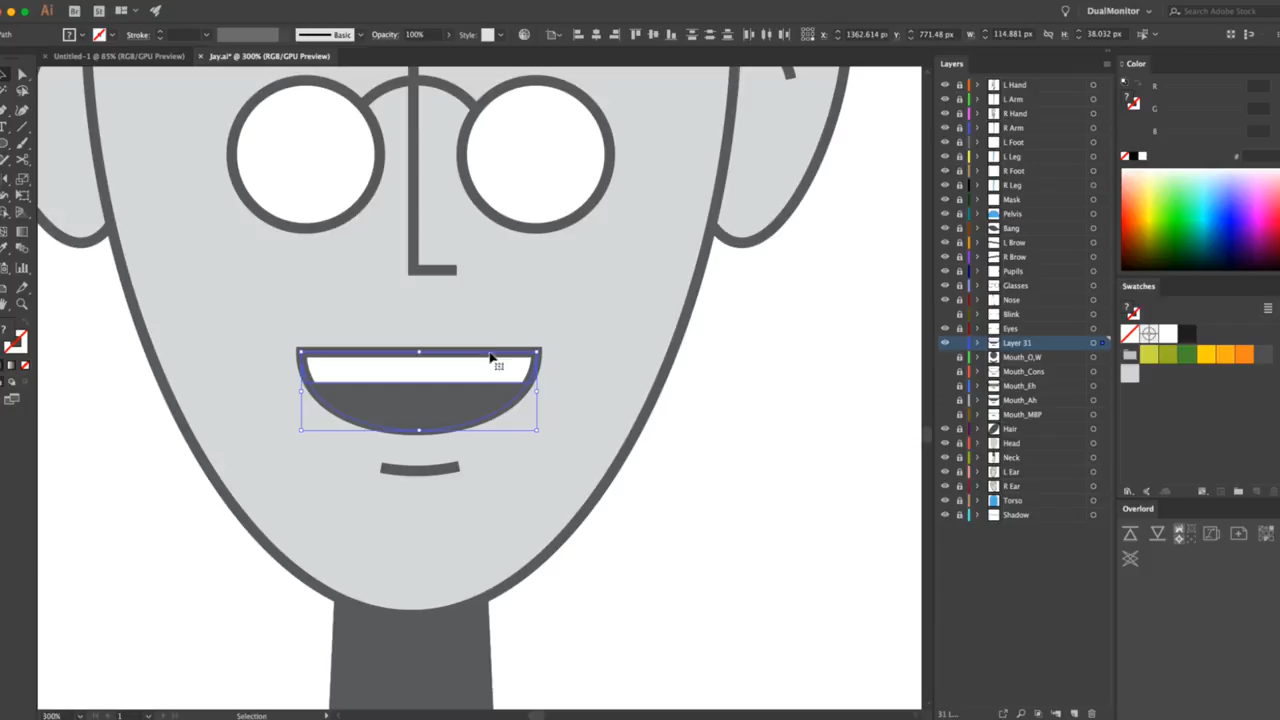 Ai Br St DualMonitor Search Adobe Stock
Path ? Stroke: Basic Opacity: 100% X: 1362.614 px Y: 771.48 px W: 114.881 px H: 38.032 px
× Untitled-1 @ 85% (RGB/GPU Preview) × Jay.ai* @ 300% (RGB/GPU Preview)
Layers
L Hand
L Arm
R Hand
R Arm
L Foot
L Leg
R Foot
R Leg
Mask
Pelvis
Bang
L Brow
R Brow
Pupils
Glasses
Nose
Blink
Eyes
Layer 31
Mouth_O,W
Mouth_Cons
Mouth_Eh
Mouth_Ah
Mouth_MBP
Hair
Head
Neck
L Ear
R Ear
Torso
Shadow
31 L...
Color
?
R
G
B
#
Swatches
?
Overlord
300% 1 Selection